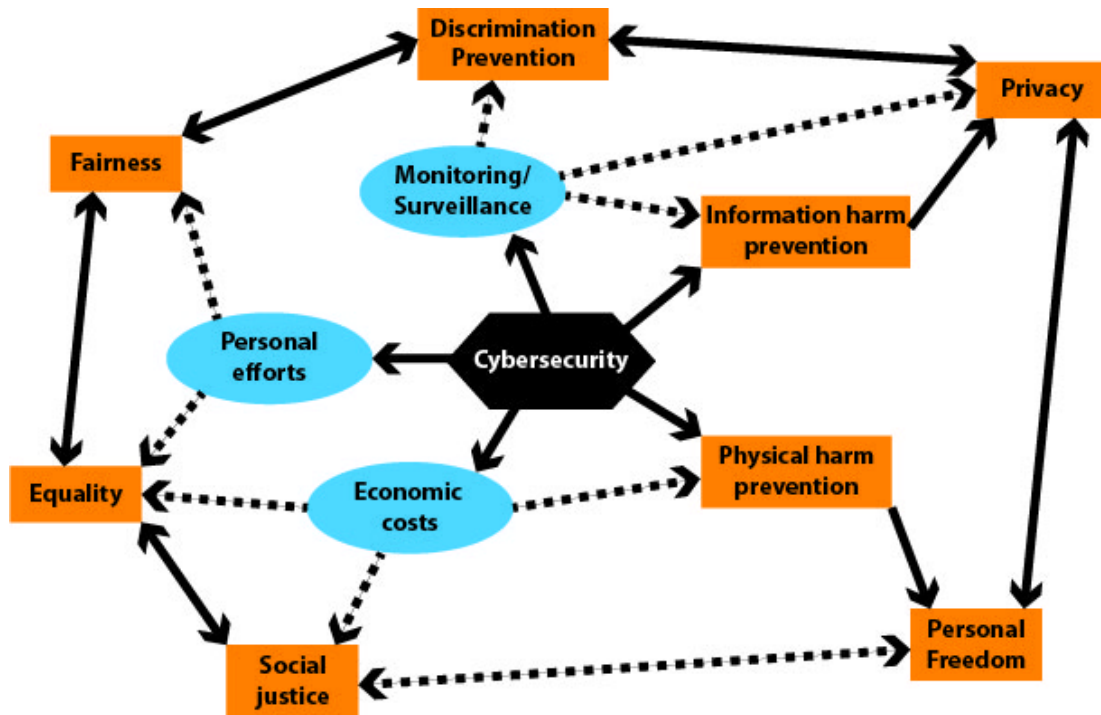 Discrimination
Prevention
Privacy
Fairness
Monitoring/
Surveillance
Information harm
prevention
Personal
efforts
Cybersecurity
Physical harm
prevention
Equality
Economic
costs
Personal
Freedom
Social
justice